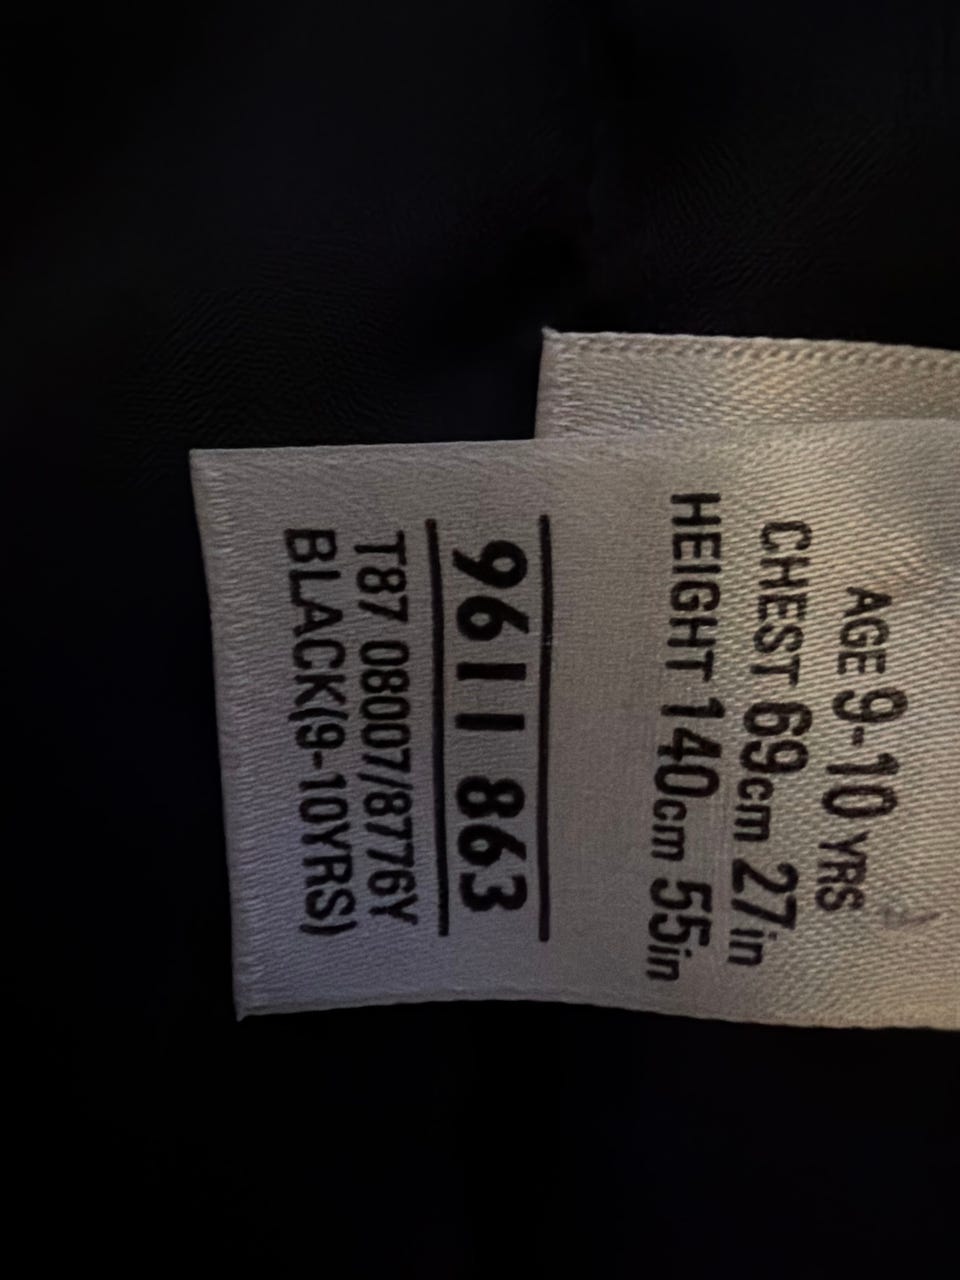 AGE 9-10 YRS
CHEST 69cm 27in
HEIGHT 140cm 55in
9611 863
T87 08007/8776Y
BLACK(9-10YRS)